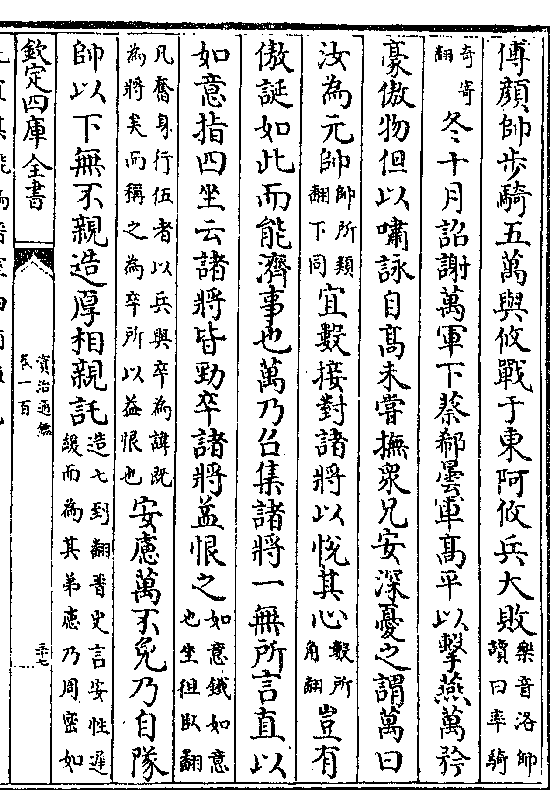 傅顔帥步騎五萬與攸戰于東阿攸兵大敗樂音洛帥讀曰率騎
奇寄翻冬十月詔謝萬軍下蔡郗曇軍髙平以擊燕萬矜
豪傲物但以嘯詠自髙未嘗撫衆兄安深憂之謂萬曰
汝為元帥帥所類翻下同宜數接對諸將以悅其心數所角翻豈有
傲誕如此而能濟事也萬乃召集諸將一無所言直以
如意指四坐云諸將皆勁卒諸將益恨之如意鐵如意也坐徂臥翻
凡奮身行伍者以兵與卒為諱既為將矣而稱之為卒所以益恨也安慮萬不免乃自隊
帥以下無不親造厚相親託造七到翻晉史言安性遲緩而為其弟慮乃周宻如
欽定四庫全書
資治通鑑
卷一百
三十七